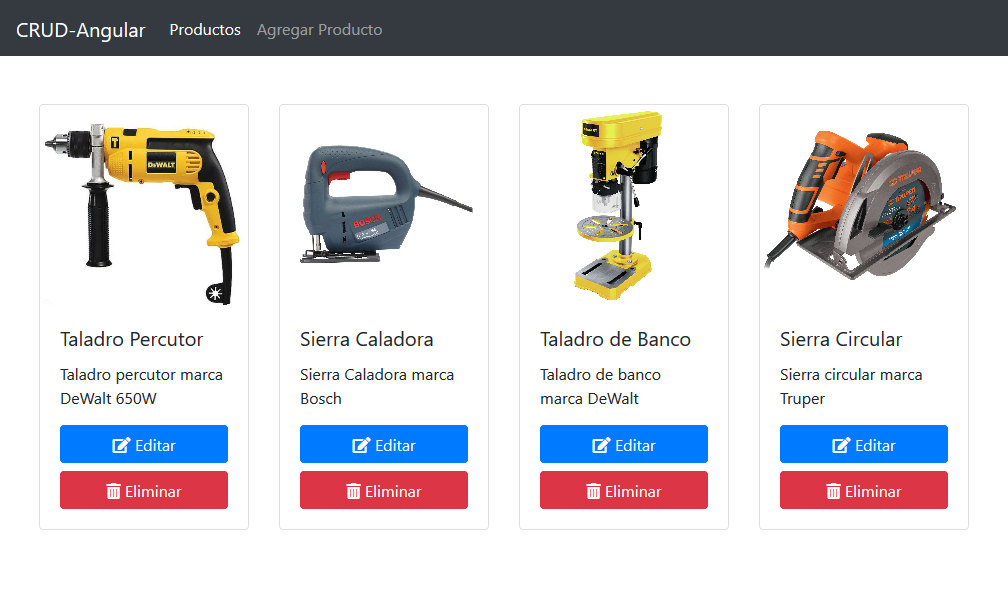 CRUD-Angular Productos Agregar Producto
DEWALT
BOSCH
TRUPER
TRUPER
Taladro Percutor
Taladro percutor marca
DeWalt 650W
Editar
Eliminar
Sierra Caladora
Sierra Caladora marca
Bosch
Editar
Eliminar
Taladro de Banco
Taladro de banco
marca DeWalt
Editar
Eliminar
Sierra Circular
Sierra circular marca
Truper
Editar
Eliminar